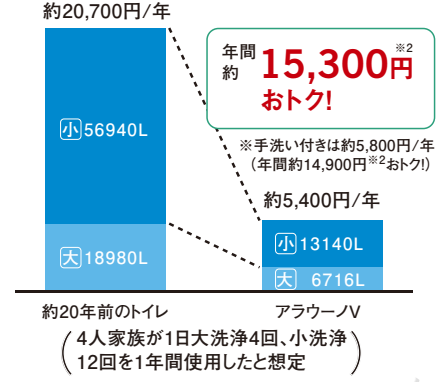 約20,700円/年
年間約15,300円※2
おトク!
※手洗い付きは約5,800円/年
(年間約14,900円※2おトク!)
約5,400円/年
小56940L
大18980L
小13140L
大 6716L
約20年前のトイレ
アラウーノV
(4人家族が1日大洗浄4回、小洗浄
12回を1年間使用したと想定)